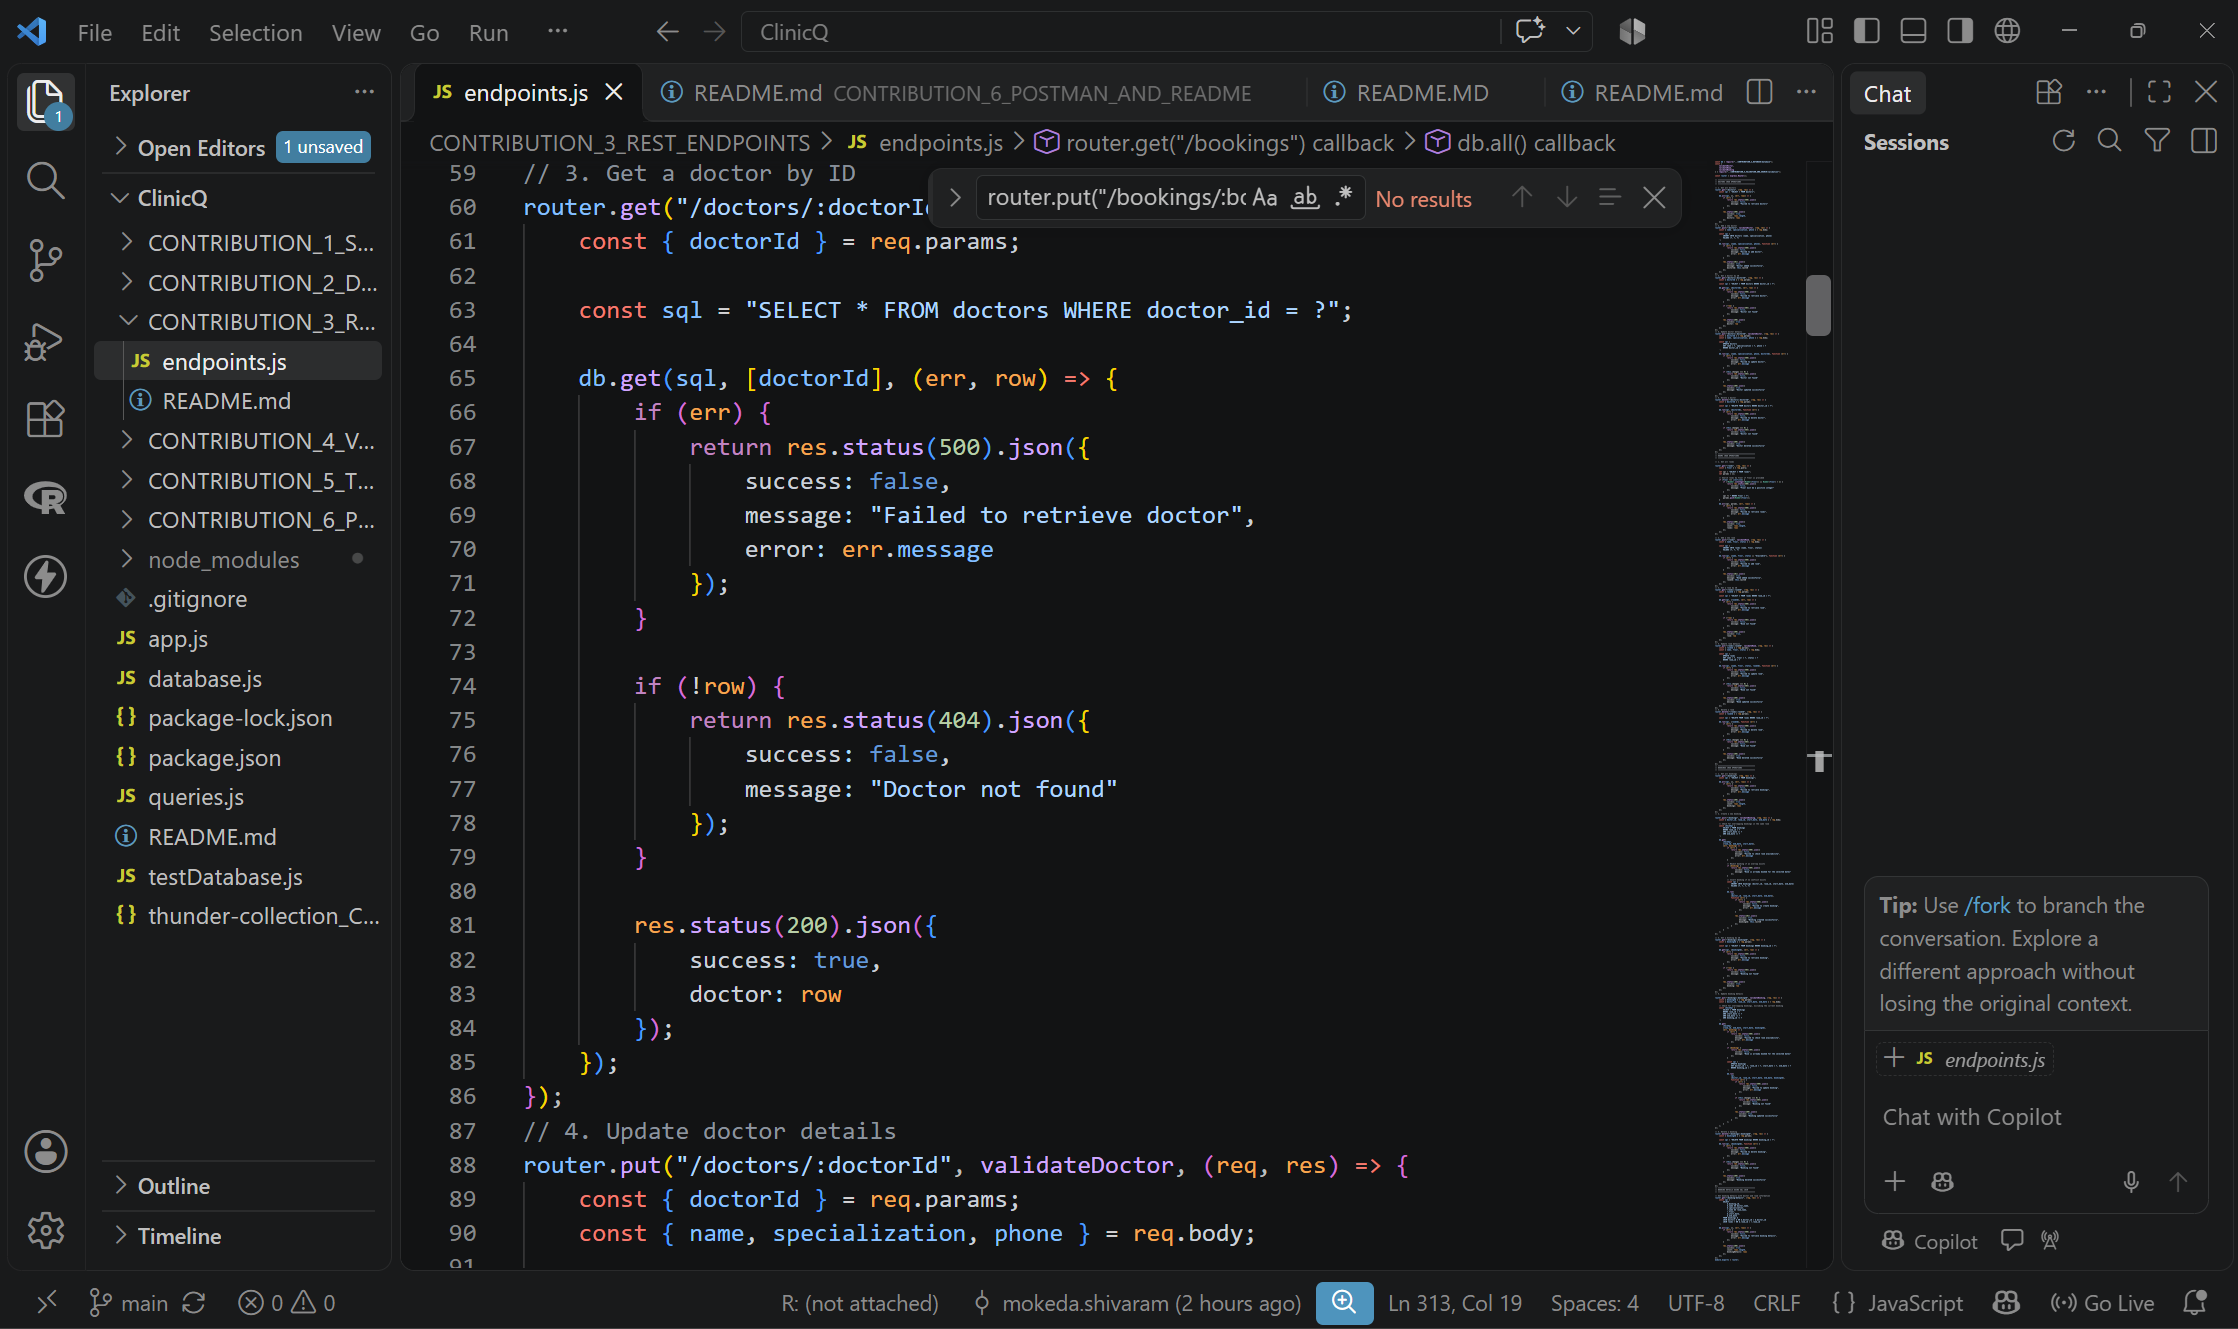 File Edit Selection View Go Run ···
ClinicQ
Explorer
Open Editors 1 unsaved
ClinicQ
CONTRIBUTION_1_S...
CONTRIBUTION_2_D...
CONTRIBUTION_3_R...
JS endpoints.js
README.md
CONTRIBUTION_4_V...
CONTRIBUTION_5_T...
CONTRIBUTION_6_P...
node_modules
.gitignore
JS app.js
JS database.js
{} package-lock.json
{} package.json
JS queries.js
README.md
JS testDatabase.js
{} thunder-collection_C...
Outline
Timeline
JS endpoints.js README.md CONTRIBUTION_6_POSTMAN_AND_README README.MD README.md
CONTRIBUTION_3_REST_ENDPOINTS > JS endpoints.js > router.get("/bookings") callback > db.all() callback
router.put("/bookings/:bc Aa ab .* No results
59 // 3. Get a doctor by ID
60 router.get("/doctors/:doctorId
61 const { doctorId } = req.params;
62
63 const sql = "SELECT * FROM doctors WHERE doctor_id = ?";
64
65 db.get(sql, [doctorId], (err, row) => {
66 if (err) {
67 return res.status(500).json({
68 success: false,
69 message: "Failed to retrieve doctor",
70 error: err.message
71 });
72 }
73
74 if (!row) {
75 return res.status(404).json({
76 success: false,
77 message: "Doctor not found"
78 });
79 }
80
81 res.status(200).json({
82 success: true,
83 doctor: row
84 });
85 });
86 });
87 // 4. Update doctor details
88 router.put("/doctors/:doctorId", validateDoctor, (req, res) => {
89 const { doctorId } = req.params;
90 const { name, specialization, phone } = req.body;
91
Chat
Sessions
Tip: Use /fork to branch the
conversation. Explore a
different approach without
losing the original context.
JS endpoints.js
Chat with Copilot
Copilot
main 0 0 R: (not attached) mokeda.shivaram (2 hours ago) Ln 313, Col 19 Spaces: 4 UTF-8 CRLF {} JavaScript Go Live